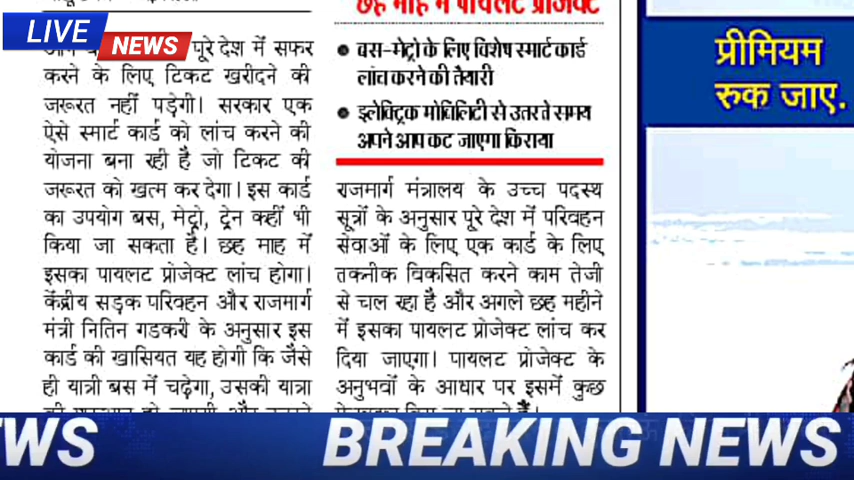 LIVE
NEWS
पूरे देश में सफर
करने के लिए टिकट खरीदने की
जरूरत नहीं पड़ेगी। सरकार एक
ऐसे स्मार्ट कार्ड को लांच करने की
योजना बना रही है जो टिकट की
जरूरत को खत्म कर देगा। इस कार्ड
का उपयोग बस, मेट्रो, ट्रेन कहीं भी
किया जा सकता है। छह माह में
इसका पायलट प्रोजेक्ट लांच होगा।
केंद्रीय सड़क परिवहन और राजमार्ग
मंत्री नितिन गडकरी के अनुसार इस
कार्ड की खासियत यह होगी कि जैसे
ही यात्री बस में चढ़ेगा, उसकी यात्रा
छह माह में पायलट प्रोजेक्ट
• बस-मेट्रो के लिए विशेष स्मार्ट कार्ड
लांच करने की तैयारी
• इलेक्ट्रिक मोबिलिटी से उतरते समय
अपने आप कट जाएगा किराया
राजमार्ग मंत्रालय के उच्च पदस्थ
सूत्रों के अनुसार पूरे देश में परिवहन
सेवाओं के लिए एक कार्ड के लिए
तकनीक विकसित करने काम तेजी
से चल रहा है और अगले छह महीने
में इसका पायलट प्रोजेक्ट लांच कर
दिया जाएगा। पायलट प्रोजेक्ट के
अनुभवों के आधार पर इसमें कुछ
प्रीमियम
रुक जाए.
EWS BREAKING NEWS